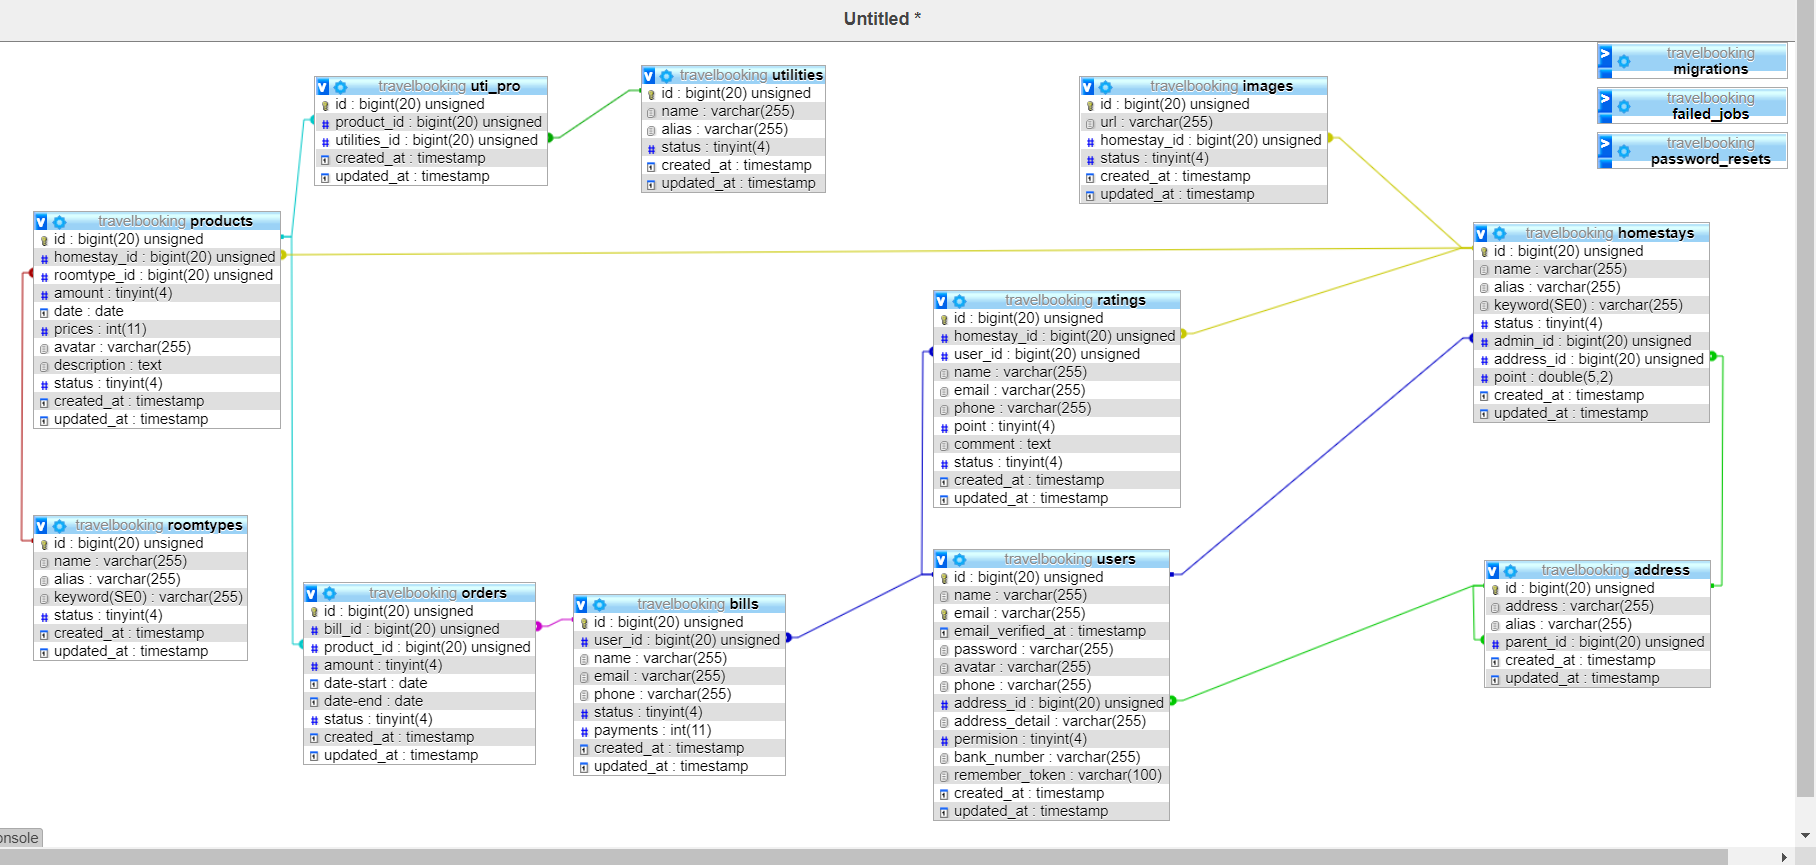 Untitled *
travelbooking uti_pro
id : bigint(20) unsigned
product_id : bigint(20) unsigned
utilities_id : bigint(20) unsigned
created_at : timestamp
updated_at : timestamp
travelbooking utilities
id : bigint(20) unsigned
name : varchar(255)
alias : varchar(255)
status : tinyint(4)
created_at : timestamp
updated_at : timestamp
travelbooking images
id : bigint(20) unsigned
url : varchar(255)
homestay_id : bigint(20) unsigned
status : tinyint(4)
created_at : timestamp
updated_at : timestamp
travelbooking
migrations
travelbooking
failed_jobs
travelbooking
password_resets
travelbooking products
id : bigint(20) unsigned
homestay_id : bigint(20) unsigned
roomtype_id : bigint(20) unsigned
amount : tinyint(4)
date : date
prices : int(11)
avatar : varchar(255)
description : text
status : tinyint(4)
created_at : timestamp
updated_at : timestamp
travelbooking homestays
id : bigint(20) unsigned
name : varchar(255)
alias : varchar(255)
keyword(SE0) : varchar(255)
status : tinyint(4)
admin_id : bigint(20) unsigned
address_id : bigint(20) unsigned
point : double(5,2)
created_at : timestamp
updated_at : timestamp
travelbooking ratings
id : bigint(20) unsigned
homestay_id : bigint(20) unsigned
user_id : bigint(20) unsigned
name : varchar(255)
email : varchar(255)
phone : varchar(255)
point : tinyint(4)
comment : text
status : tinyint(4)
created_at : timestamp
updated_at : timestamp
travelbooking roomtypes
id : bigint(20) unsigned
name : varchar(255)
alias : varchar(255)
keyword(SE0) : varchar(255)
status : tinyint(4)
created_at : timestamp
updated_at : timestamp
travelbooking orders
id : bigint(20) unsigned
bill_id : bigint(20) unsigned
product_id : bigint(20) unsigned
amount : tinyint(4)
date-start : date
date-end : date
status : tinyint(4)
created_at : timestamp
updated_at : timestamp
travelbooking bills
id : bigint(20) unsigned
user_id : bigint(20) unsigned
name : varchar(255)
email : varchar(255)
phone : varchar(255)
status : tinyint(4)
payments : int(11)
created_at : timestamp
updated_at : timestamp
travelbooking users
id : bigint(20) unsigned
name : varchar(255)
email : varchar(255)
email_verified_at : timestamp
password : varchar(255)
avatar : varchar(255)
phone : varchar(255)
address_id : bigint(20) unsigned
address_detail : varchar(255)
permision : tinyint(4)
bank_number : varchar(255)
remember_token : varchar(100)
created_at : timestamp
updated_at : timestamp
travelbooking address
id : bigint(20) unsigned
address : varchar(255)
alias : varchar(255)
parent_id : bigint(20) unsigned
created_at : timestamp
updated_at : timestamp
onsole